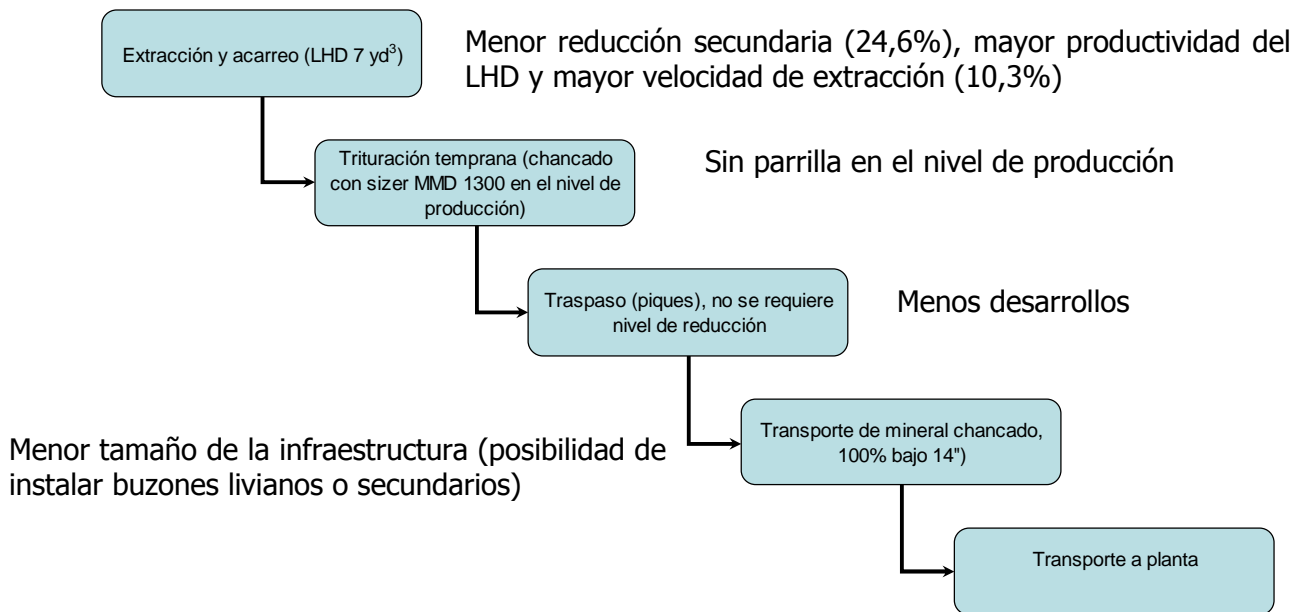 Extracción y acarreo (LHD 7 yd³)
Menor reducción secundaria (24,6%), mayor productividad del
LHD y mayor velocidad de extracción (10,3%)
Trituración temprana (chancado
con sizer MMD 1300 en el nivel de
producción)
Sin parrilla en el nivel de producción
Traspaso (piques), no se requiere
nivel de reducción
Menos desarrollos
Transporte de mineral chancado,
100% bajo 14")
Menor tamaño de la infraestructura (posibilidad de
instalar buzones livianos o secundarios)
Transporte a planta